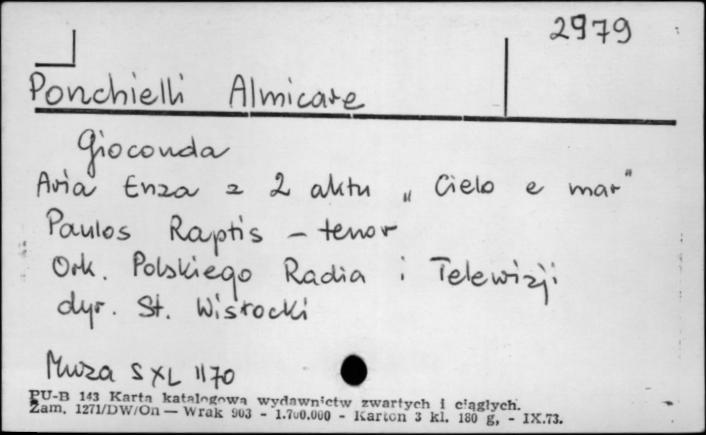 2979
Ponchielli Almicare
Gioconda
Aria Enza z 2 aktu „Cielo e mar"
Paulos Raptis - tenor
Ork. Polskiego Radia i Telewizji
dyr. St. Wisłocki
Muza SXL 1170
PU-B 143 Karta katalogowa wydawnictw zwartych i ciągłych.
Zam. 1271/DW/On — Wrak 903 - 1.700.000 - Karton 3 kl. 180 g, - IX.73.